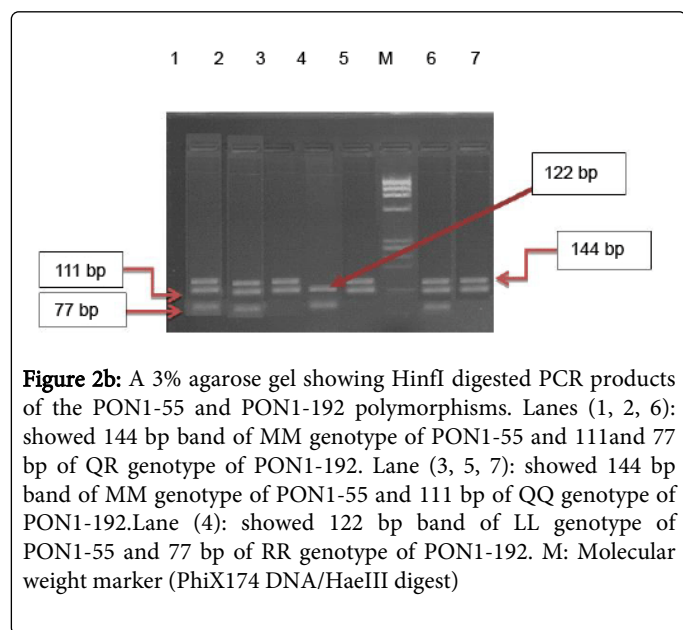 1 2 3 4 5 M 6 7
122 bp
144 bp
111 bp
77 bp
Figure 2b: A 3% agarose gel showing HinfI digested PCR products
of the PON1-55 and PON1-192 polymorphisms. Lanes (1, 2, 6):
showed 144 bp band of MM genotype of PON1-55 and 111and 77
bp of QR genotype of PON1-192. Lane (3, 5, 7): showed 144 bp
band of MM genotype of PON1-55 and 111 bp of QQ genotype of
PON1-192.Lane (4): showed 122 bp band of LL genotype of
PON1-55 and 77 bp of RR genotype of PON1-192. M: Molecular
weight marker (PhiX174 DNA/HaeIII digest)